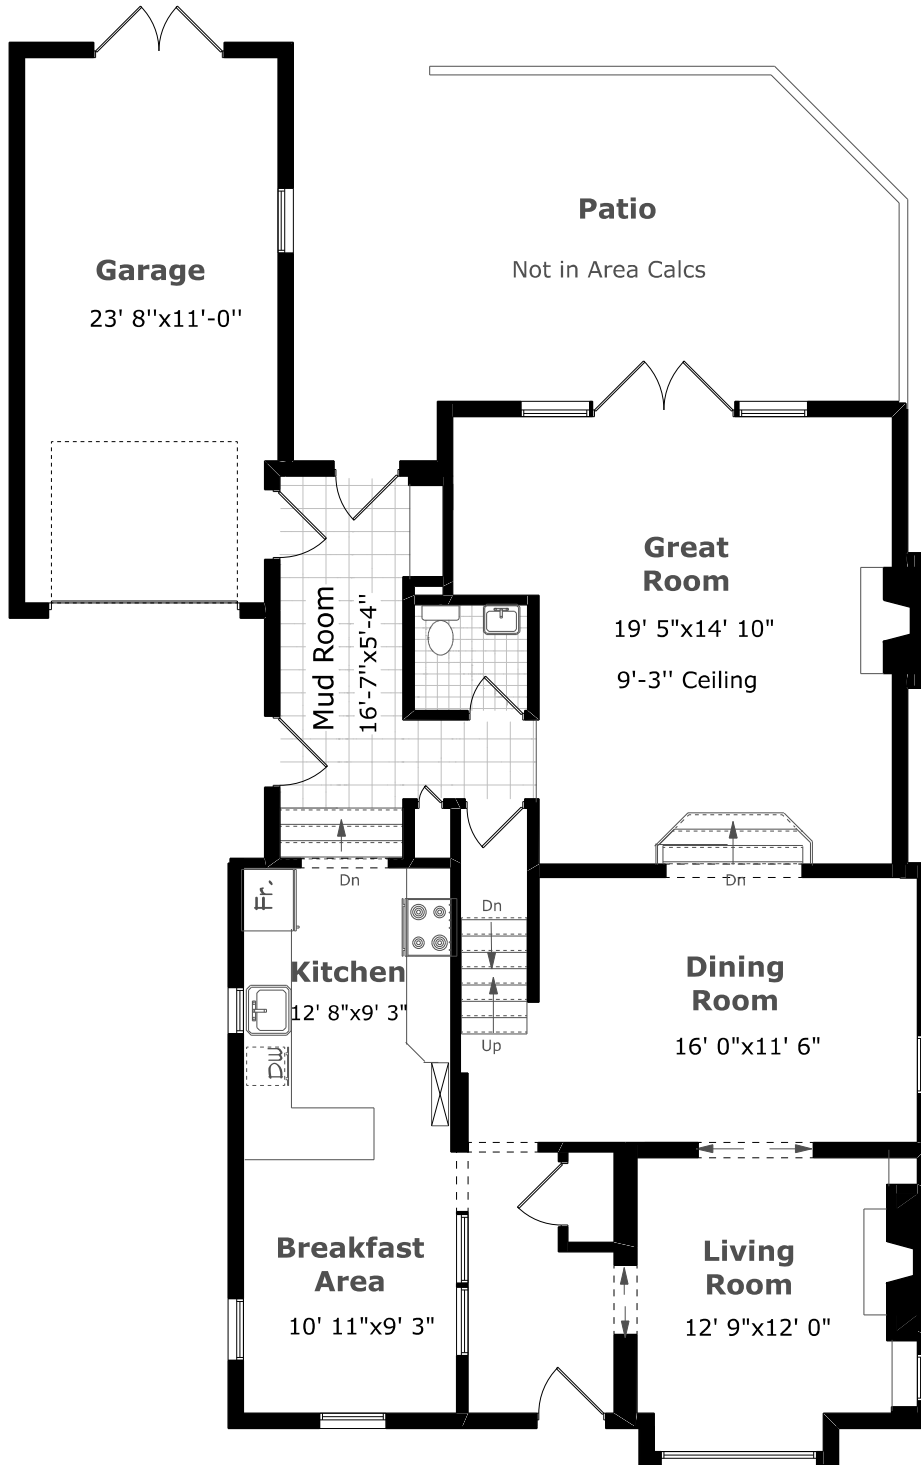 Patio
Not in Area Calcs
Garage
23' 8''x11'-0''
Great
Room
19' 5"x14' 10"
9'-3'' Ceiling
Mud Room
16'-7''x5'-4''
Dn
Dn
Fr.
Dn
Kitchen
12' 8"x9' 3"
Dining
Room
16' 0"x11' 6"
Up
DW
Breakfast
Area
10' 11"x9' 3"
Living
Room
12' 9"x12' 0"